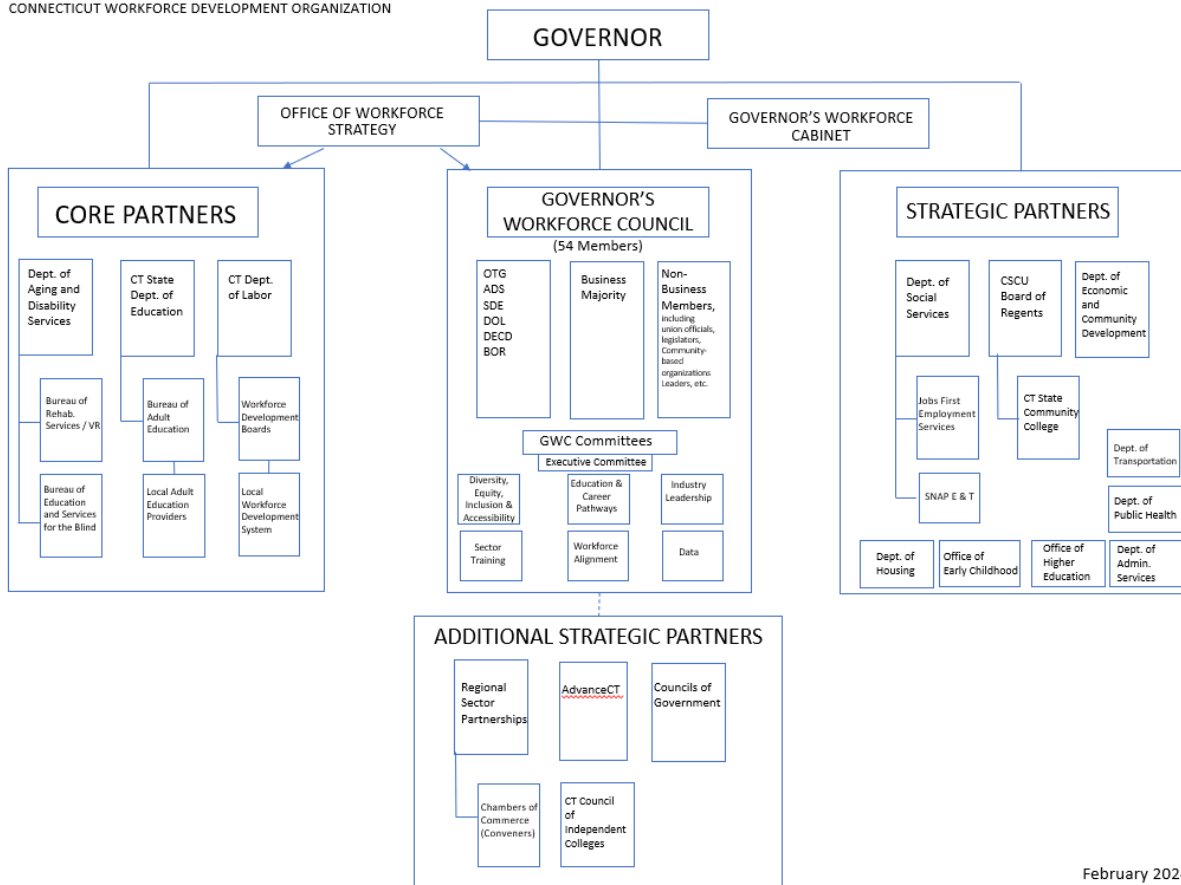 CONNECTICUT WORKFORCE DEVELOPMENT ORGANIZATION
GOVERNOR
OFFICE OF WORKFORCE
STRATEGY
GOVERNOR'S WORKFORCE
CABINET
CORE PARTNERS
Dept. of
Aging and
Disability
Services
CT State
Dept. of
Education
CT Dept.
of Labor
Bureau of
Rehab.
Services / VR
Bureau of
Adult
Education
Workforce
Development
Boards
Bureau of
Education
and Services
for the Blind
Local Adult
Education
Providers
Local
Workforce
Development
System
GOVERNOR'S
WORKFORCE COUNCIL
(54 Members)
OTG
ADS
SDE
DOL
DECD
BOR
Business
Majority
Non-
Business
Members,
including
union officials,
legislators,
Community-
based
organizations
Leaders, etc.
GWC Committees
Executive Committee
Diversity,
Equity,
Inclusion &
Accessibility
Education &
Career
Pathways
Industry
Leadership
Sector
Training
Workforce
Alignment
Data
STRATEGIC PARTNERS
Dept. of
Social
Services
CSCU
Board of
Regents
Dept. of
Economic
and
Community
Development
Jobs First
Employment
Services
CT State
Community
College
SNAP E & T
Dept. of
Transportation
Dept. of
Public Health
Dept. of
Housing
Office of
Early Childhood
Office of
Higher
Education
Dept. of
Admin.
Services
ADDITIONAL STRATEGIC PARTNERS
Regional
Sector
Partnerships
AdvanceCT
Councils of
Government
Chambers of
Commerce
(Conveners)
CT Council
of
Independent
Colleges
February